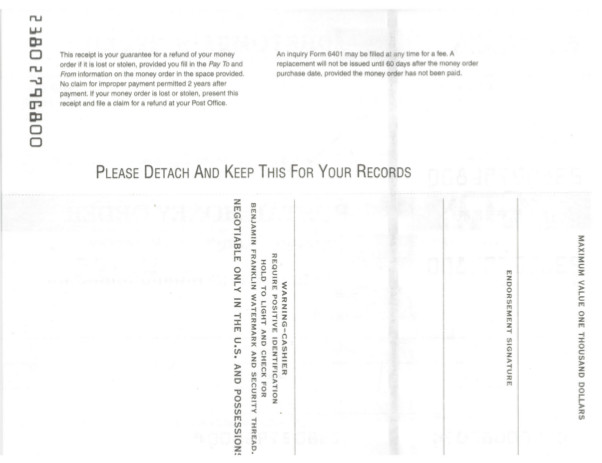 23802796800
This receipt is your guarantee for a refund of your money
order if it is lost or stolen, provided you fill in the Pay To and
From information on the money order in the space provided.
No claim for improper payment permitted 2 years after
payment. If your money order is lost or stolen, present this
receipt and file a claim for a refund at your Post Office.
An inquiry Form 6401 may be filed at any time for a fee. A
replacement will not be issued until 60 days after the money order
purchase date, provided the money order has not been paid.
PLEASE DETACH AND KEEP THIS FOR YOUR RECORDS
MAXIMUM VALUE ONE THOUSAND DOLLARS
ENDORSEMENT SIGNATURE
WARNING-CASHIER
REQUIRE POSITIVE IDENTIFICATION
HOLD TO LIGHT AND CHECK FOR
BENJAMIN FRANKLIN WATERMARK AND SECURITY THREAD.
NEGOTIABLE ONLY IN THE U.S. AND POSSESSIONS